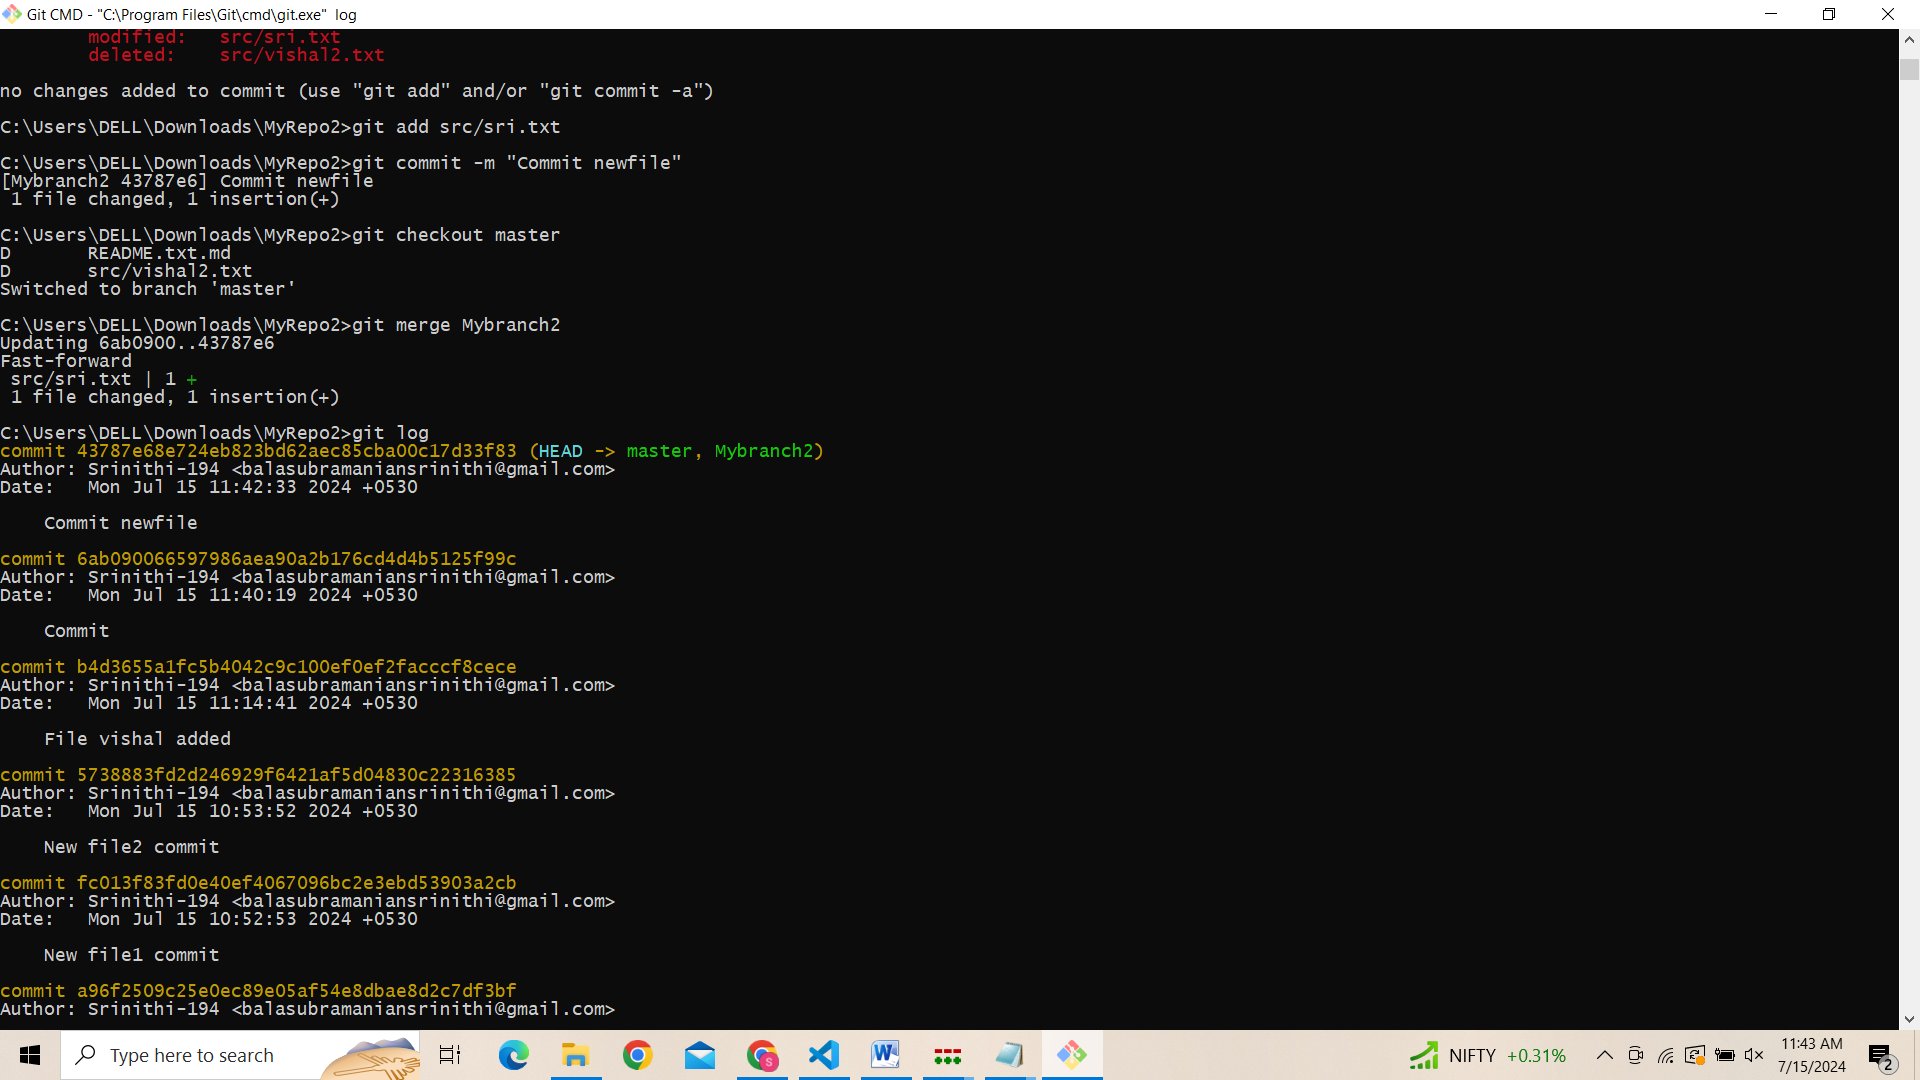 Git CMD - "C:\Program Files\Git\cmd\git.exe" log
modified:   src/sri.txt
deleted:    src/vishal2.txt
no changes added to commit (use "git add" and/or "git commit -a")
C:\Users\DELL\Downloads\MyRepo2>git add src/sri.txt
C:\Users\DELL\Downloads\MyRepo2>git commit -m "Commit newfile"
[Mybranch2 43787e6] Commit newfile
1 file changed, 1 insertion(+)
C:\Users\DELL\Downloads\MyRepo2>git checkout master
D       README.txt.md
D       src/vishal2.txt
Switched to branch 'master'
C:\Users\DELL\Downloads\MyRepo2>git merge Mybranch2
Updating 6ab0900..43787e6
Fast-forward
src/sri.txt | 1 +
1 file changed, 1 insertion(+)
C:\Users\DELL\Downloads\MyRepo2>git log
commit 43787e68e724eb823bd62aec85cba00c17d33f83 (HEAD -> master, Mybranch2)
Author: Srinithi-194 <balasubramaniansrinithi@gmail.com>
Date:   Mon Jul 15 11:42:33 2024 +0530
Commit newfile
commit 6ab090066597986aea90a2b176cd4d4b5125f99c
Author: Srinithi-194 <balasubramaniansrinithi@gmail.com>
Date:   Mon Jul 15 11:40:19 2024 +0530
Commit
commit b4d3655a1fc5b4042c9c100ef0ef2facccf8cece
Author: Srinithi-194 <balasubramaniansrinithi@gmail.com>
Date:   Mon Jul 15 11:14:41 2024 +0530
File vishal added
commit 5738883fd2d246929f6421af5d04830c22316385
Author: Srinithi-194 <balasubramaniansrinithi@gmail.com>
Date:   Mon Jul 15 10:53:52 2024 +0530
New file2 commit
commit fc013f83fd0e40ef4067096bc2e3ebd53903a2cb
Author: Srinithi-194 <balasubramaniansrinithi@gmail.com>
Date:   Mon Jul 15 10:52:53 2024 +0530
New file1 commit
commit a96f2509c25e0ec89e05af54e8dbae8d2c7df3bf
Author: Srinithi-194 <balasubramaniansrinithi@gmail.com>
Type here to search
S
W
NIFTY +0.31%
11:43 AM
7/15/2024
2